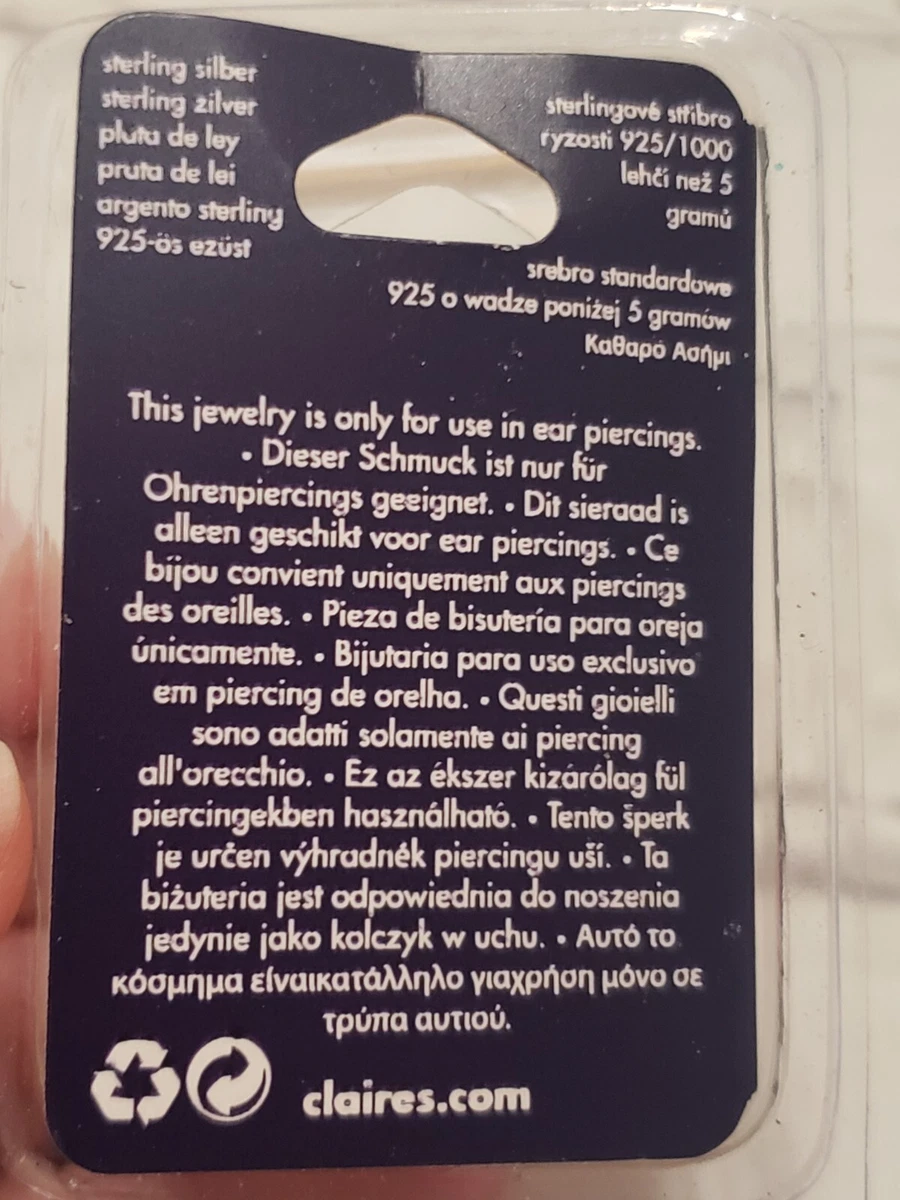 sterling silber
sterling zilver
pluta de ley
pruta de lei
argento sterling
925-ös ezüst
sterlingové stříbro
ryzosti 925/1000
lehčí než 5
gramů
srebro standardowe
925 o wadze poniżej 5 gramów
Καθαρό Ασήμι
This jewelry is only for use in ear piercings.
• Dieser Schmuck ist nur für
Ohrenpiercings geeignet. • Dit sieraad is
alleen geschikt voor ear piercings. • Ce
bijou convient uniquement aux piercings
des oreilles. • Pieza de bisutería para oreja
únicamente. • Bijutaria para uso exclusivo
em piercing de orelha. • Questi gioielli
sono adatti solamente ai piercing
all'orecchio. • Ez az ékszer kizárólag fül
piercingekben használható. • Tento šperk
je určen výhradněk piercingu uší. • Ta
biżuteria jest odpowiednia do noszenia
jedynie jako kolczyk w uchu. • Αυτό το
κόσμημα είναικατάλληλο γιαχρήση μόνο σε
τρύπα αυτιού.
claires.com